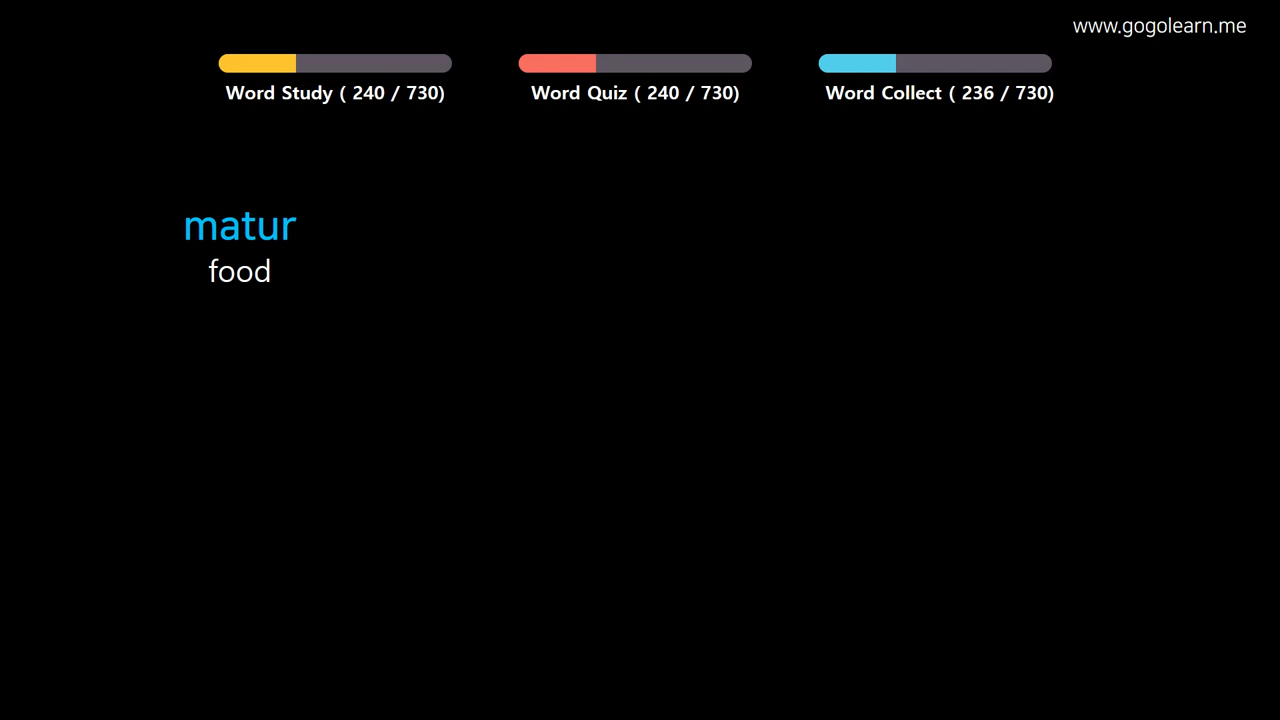 www.gogolearn.me
Word Study ( 240 / 730)
Word Quiz ( 240 / 730)
Word Collect ( 236 / 730)
matur
food